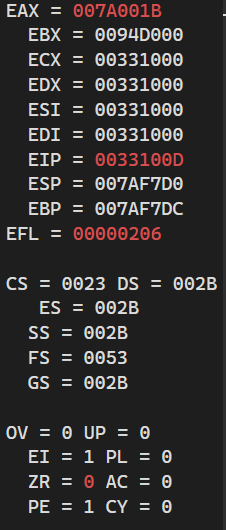 EAX = 007A001B
EBX = 0094D000
ECX = 00331000
EDX = 00331000
ESI = 00331000
EDI = 00331000
EIP = 0033100D
ESP = 007AF7D0
EBP = 007AF7DC
EFL = 00000206
CS = 0023 DS = 002B
ES = 002B
SS = 002B
FS = 0053
GS = 002B
OV = 0 UP = 0
EI = 1 PL = 0
ZR = 0 AC = 0
PE = 1 CY = 0